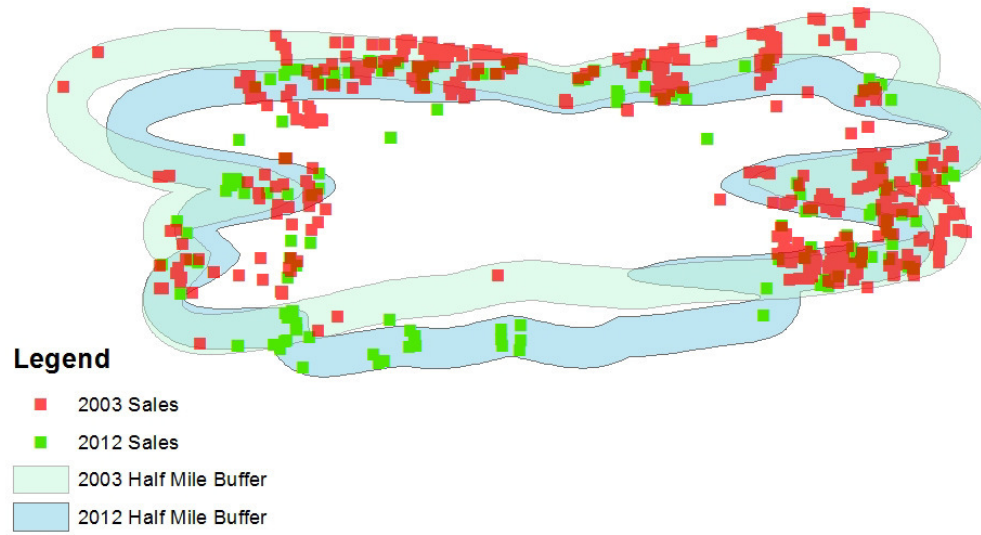 Legend
2003 Sales
2012 Sales
2003 Half Mile Buffer
2012 Half Mile Buffer